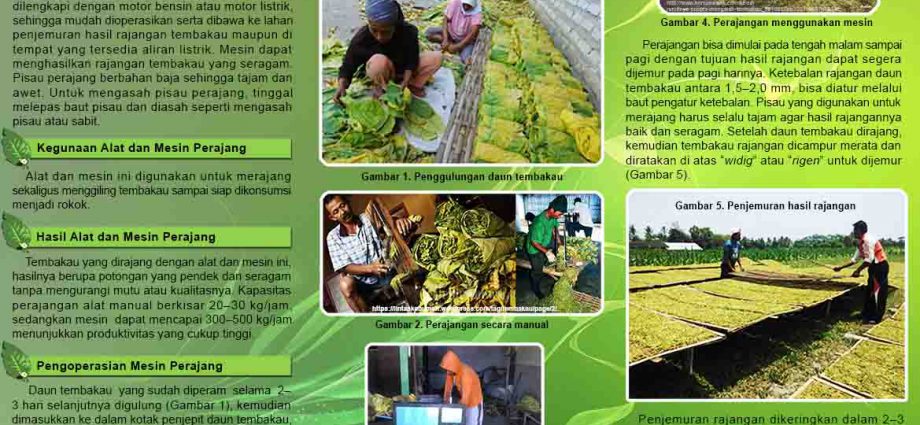 dilengkapi dengan motor bensin atau motor listrik,
sehingga mudah dioperasikan serta dibawa ke lahan
penjemuran hasil rajangan tembakau maupun di
tempat yang tersedia aliran listrik. Mesin dapat
menghasilkan rajangan tembakau yang seragam.
Pisau perajang berbahan baja sehingga tajam dan
awet. Untuk mengasah pisau perajang, tinggal
melepas baut pisau dan diasah seperti mengasah
pisau atau sabit.
Kegunaan Alat dan Mesin Perajang
Alat dan mesin ini digunakan untuk merajang
sekaligus menggiling tembakau sampai siap dikonsumsi
menjadi rokok.
Hasil Alat dan Mesin Perajang
Tembakau yang dirajang dengan alat dan mesin ini,
hasilnya berupa potongan yang pendek dan seragam
tanpa mengurangi mutu atau kualitasnya. Kapasitas
perajangan alat manual berkisar 20–30 kg/jam,
sedangkan mesin dapat mencapai 300–500 kg/jam
menunjukkan produktivitas yang cukup tinggi.
Pengoperasian Mesin Perajang
Daun tembakau yang sudah diperam selama 2–
3 hari selanjutnya digulung (Gambar 1), kemudian
dimasukkan ke dalam kotak penjepit daun tembakau,
Gambar 1. Penggulungan daun tembakau
Gambar 2. Perajangan secara manual
Gambar 4. Perajangan menggunakan mesin
Perajangan bisa dimulai pada tengah malam sampai
pagi dengan tujuan hasil rajangan dapat segera
dijemur pada pagi harinya. Ketebalan rajangan daun
tembakau antara 1,5–2,0 mm, bisa diatur melalui
baut pengatur ketebalan. Pisau yang digunakan untuk
merajang harus selalu tajam agar hasil rajangannya
baik dan seragam. Setelah daun tembakau dirajang,
kemudian tembakau rajangan dicampur merata dan
diratakan di atas "widig" atau "rigen" untuk dijemur
(Gambar 5).
Gambar 5. Penjemuran hasil rajangan
Penjemuran rajangan dikeringkan dalam 2–3